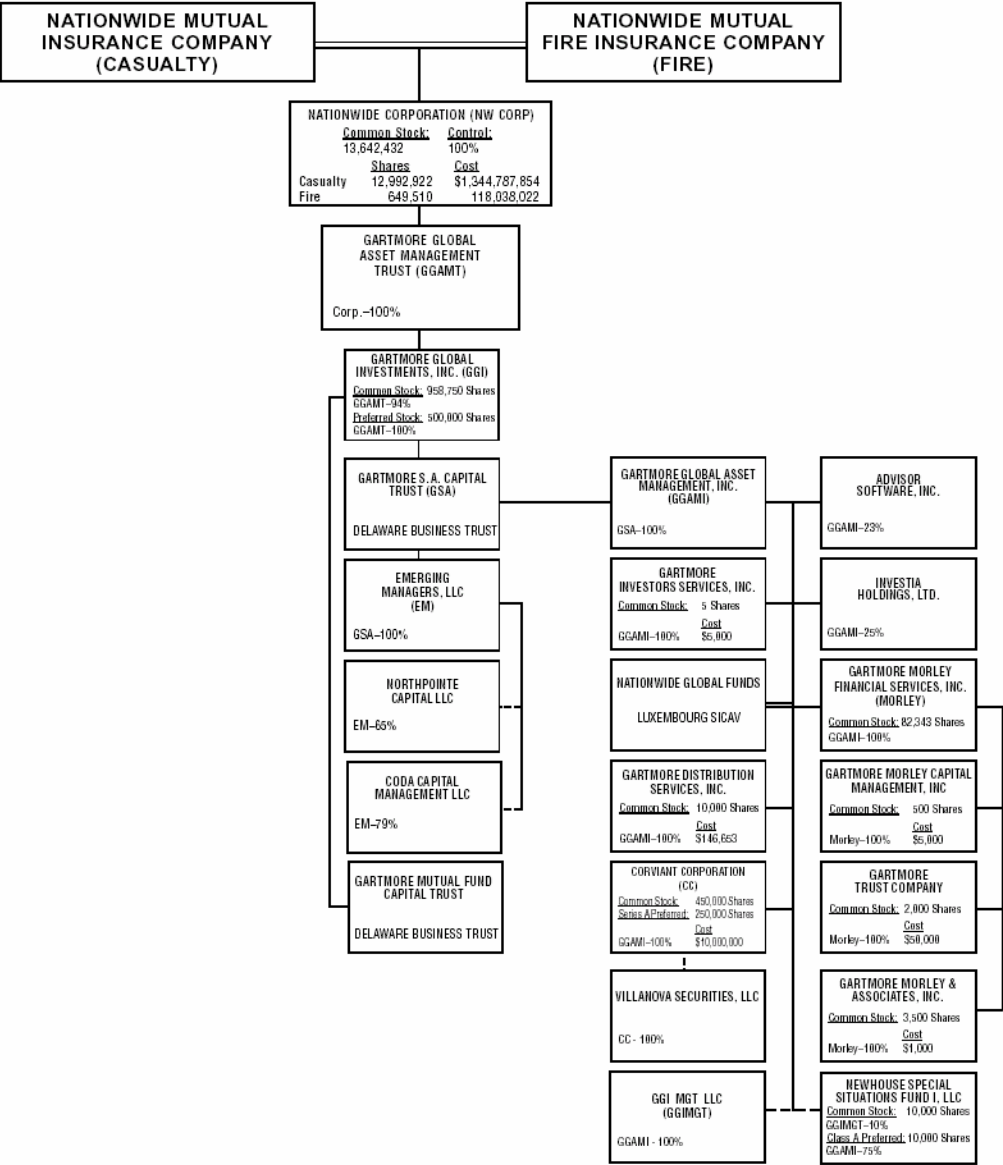 NATIONWIDE MUTUAL
INSURANCE COMPANY
(CASUALTY)
NATIONWIDE MUTUAL
FIRE INSURANCE COMPANY
(FIRE)
NATIONWIDE CORPORATION (NW CORP)
Common Stock: Control:
13,642,432 100%
Shares Cost
Casualty 12,992,922 $1,344,787,854
Fire 649,510 118,038,022
GARTMORE GLOBAL
ASSET MANAGEMENT
TRUST (GGAMT)
Corp.–100%
GARTMORE GLOBAL
INVESTMENTS, INC. (GGI)
Common Stock: 958,750 Shares
GGAMT–94%
Preferred Stock: 500,000 Shares
GGAMT–100%
GARTMORE S.A. CAPITAL
TRUST (GSA)
DELAWARE BUSINESS TRUST
EMERGING
MANAGERS, LLC
(EM)
GSA–100%
NORTHPOINTE
CAPITAL LLC
EM–65%
CODA CAPITAL
MANAGEMENT LLC
EM–79%
GARTMORE MUTUAL FUND
CAPITAL TRUST
DELAWARE BUSINESS TRUST
GARTMORE GLOBAL ASSET
MANAGEMENT, INC.
(GGAMI)
GSA–100%
GARTMORE
INVESTORS SERVICES, INC.
Common Stock: 5 Shares
Cost
GGAMI–100% $5,000
NATIONWIDE GLOBAL FUNDS
LUXEMBOURG SICAV
GARTMORE DISTRIBUTION
SERVICES, INC.
Common Stock: 10,000 Shares
Cost
GGAMI–100% $146,653
CORVIANT CORPORATION
(CC)
Common Stock: 450,000 Shares
Series A Preferred: 250,000 Shares
Cost
GGAMI–100% $10,000,000
VILLANOVA SECURITIES, LLC
CC - 100%
GGI MGT LLC
(GGIMGT)
GGAMI - 100%
ADVISOR
SOFTWARE, INC.
GGAMI–23%
INVESTIA
HOLDINGS, LTD.
GGAMI–25%
GARTMORE MORLEY
FINANCIAL SERVICES, INC.
(MORLEY)
Common Stock: 82,343 Shares
GGAMI–100%
GARTMORE MORLEY CAPITAL
MANAGEMENT, INC
Common Stock: 500 Shares
Cost
Morley–100% $5,000
GARTMORE
TRUST COMPANY
Common Stock: 2,000 Shares
Cost
Morley–100% $50,000
GARTMORE MORLEY &
ASSOCIATES, INC.
Common Stock: 3,500 Shares
Cost
Morley–100% $1,000
NEWHOUSE SPECIAL
SITUATIONS FUND I, LLC
Common Stock: 10,000 Shares
GGIMGT–10%
Class A Preferred: 10,000 Shares
GGAMI–75%